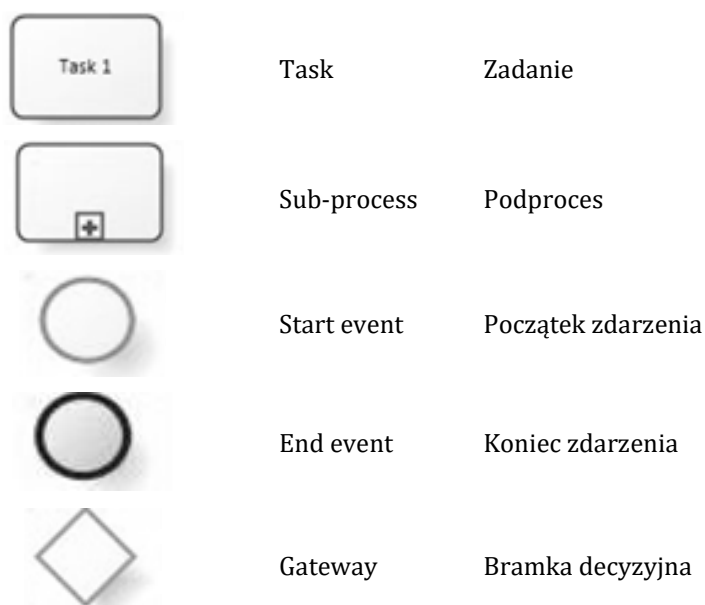 Task 1 Task Zadanie
Sub-process Podproces
Start event Początek zdarzenia
End event Koniec zdarzenia
Gateway Bramka decyzyjna